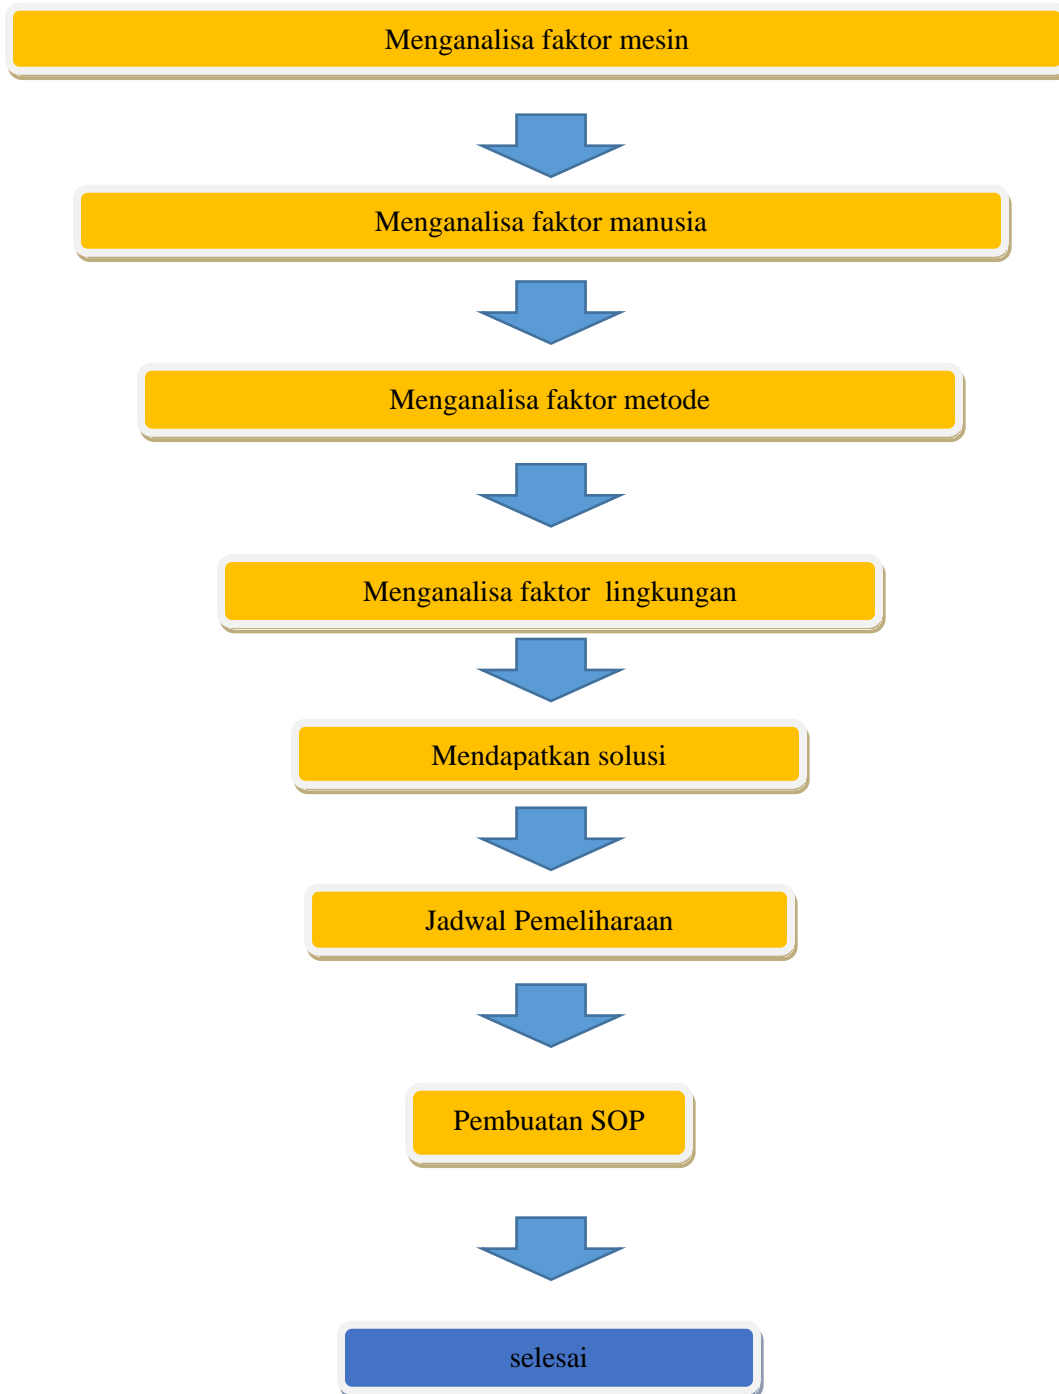 Menganalisa faktor mesin
Menganalisa faktor manusia
Menganalisa faktor metode
Menganalisa faktor  lingkungan
Mendapatkan solusi
Jadwal Pemeliharaan
Pembuatan SOP
selesai